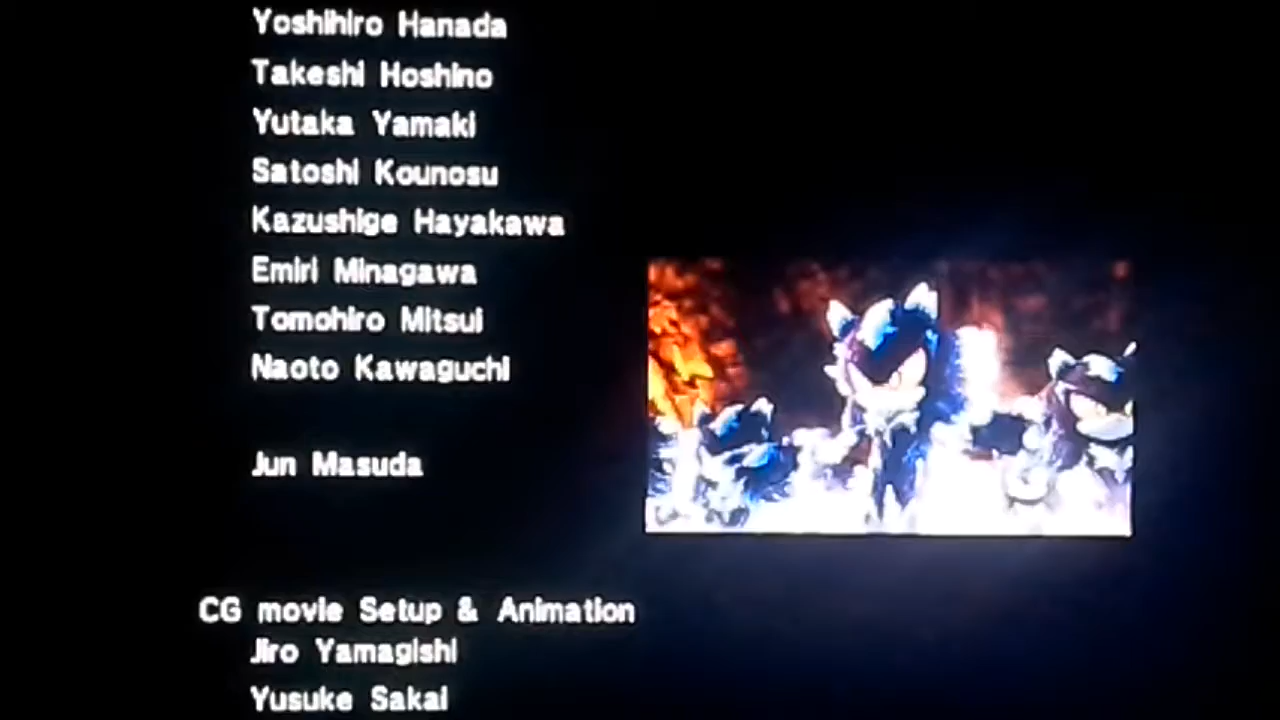 Yoshihiro Hanada
Takeshi Hoshino
Yutaka Yamaki
Satoshi Kounosu
Kazushige Hayakawa
Emiri Minagawa
Tomohiro Mitsui
Naoto Kawaguchi
Jun Masuda
CG movie Setup & Animation
Jiro Yamagishi
Yusuke Sakai